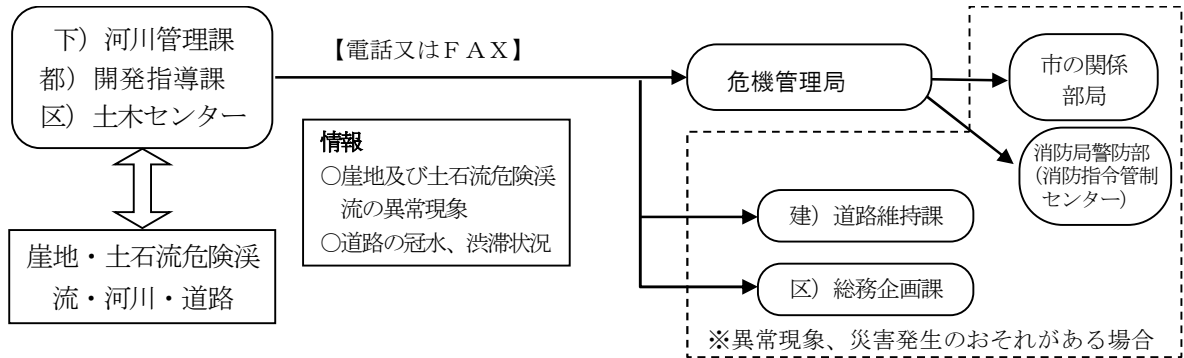 下）河川管理課
都）開発指導課
区）土木センター
【電話又はＦＡＸ】
危機管理局
市の関係
部局
消防局警防部
(消防指令管制
センター)
情報
○崖地及び土石流危険渓
流の異常現象
○道路の冠水、渋滞状況
建）道路維持課
区）総務企画課
崖地・土石流危険渓
流・河川・道路
※異常現象、災害発生のおそれがある場合